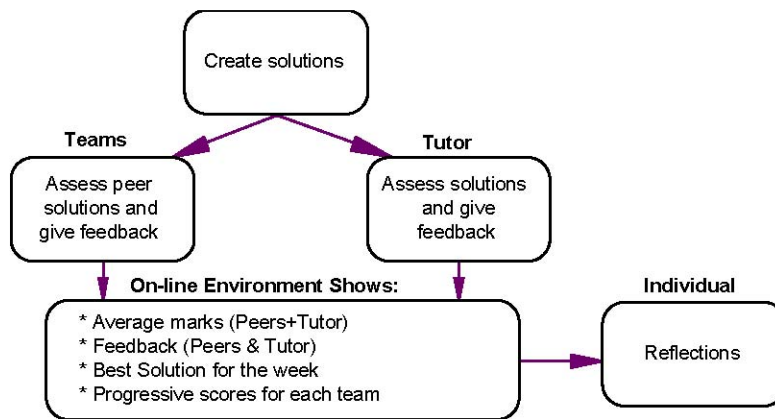 Create solutions
Teams
Tutor
Assess peer
solutions and
give feedback
Assess solutions
and give
feedback
On-line Environment Shows:
Individual
* Average marks (Peers+Tutor)
* Feedback (Peers & Tutor)
* Best Solution for the week
* Progressive scores for each team
Reflections